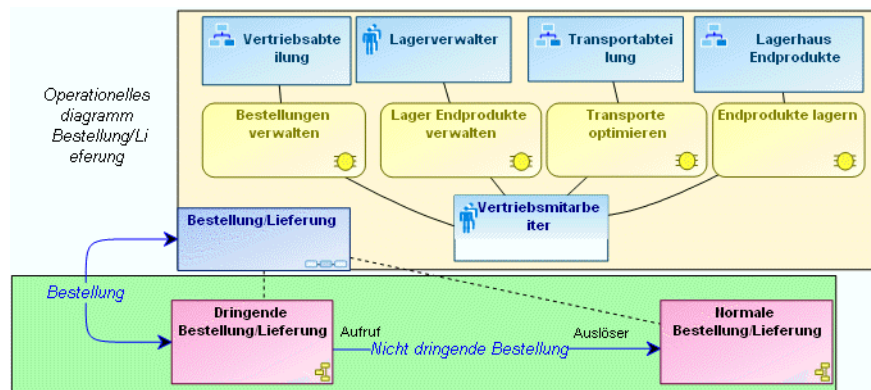 Vertriebsabte
ilung
Lagerverwalter
Transportabtei
lung
Lagerhaus
Endprodukte
Operationelles
diagramm
Bestellung/Li
eferung
Bestellungen
verwalten
Lager Endprodukte
verwalten
Transporte
optimieren
Endprodukte lagern
Vertriebsmitarbe
iter
Bestellung/Lieferung
Bestellung
Dringende
Bestellung/Lieferung
Aufruf
Nicht dringende Bestellung
Auslöser
Normale
Bestellung/Lieferung